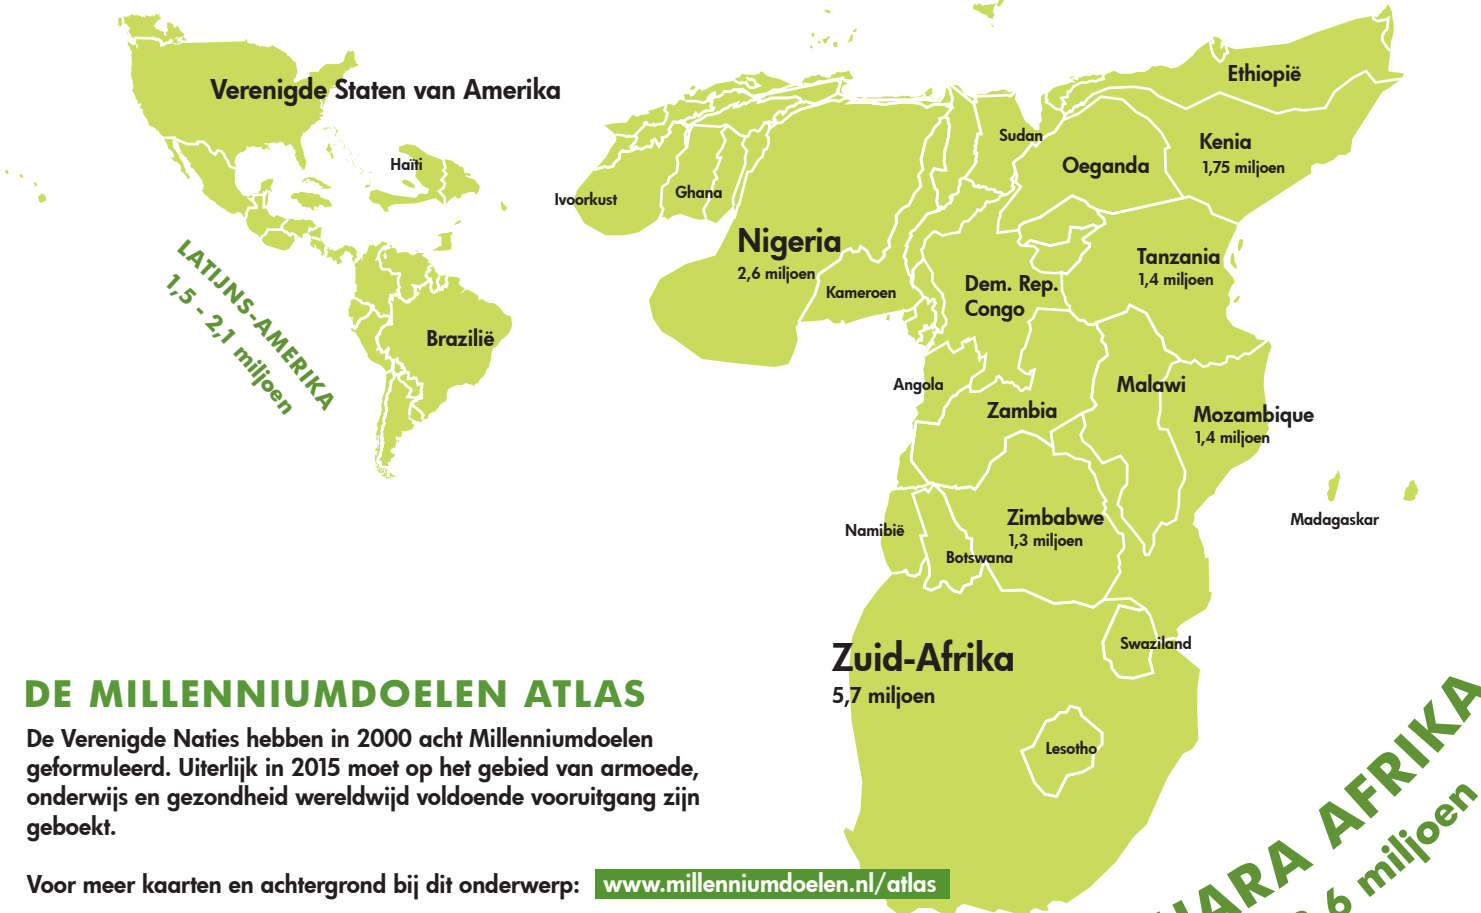 Verenigde Staten van Amerika
Haïti
LATIJNS-AMERIKA
1,5 - 2,1 miljoen
Brazilië
Ethiopië
Sudan
Kenia
1,75 miljoen
Oeganda
Ivoorkust
Ghana
Nigeria
2,6 miljoen
Kameroen
Dem. Rep.
Congo
Tanzania
1,4 miljoen
Angola
Zambia
Malawi
Mozambique
1,4 miljoen
Namibië
Botswana
Zimbabwe
1,3 miljoen
Madagaskar
Zuid-Afrika
5,7 miljoen
Swaziland
Lesotho
DE MILLENNIUMDOELEN ATLAS
De Verenigde Naties hebben in 2000 acht Millenniumdoelen
geformuleerd. Uiterlijk in 2015 moet op het gebied van armoede,
onderwijs en gezondheid wereldwijd voldoende vooruitgang zijn
geboekt.
Voor meer kaarten en achtergrond bij dit onderwerp: www.millenniumdoelen.nl/atlas
AFRIKA
miljoen